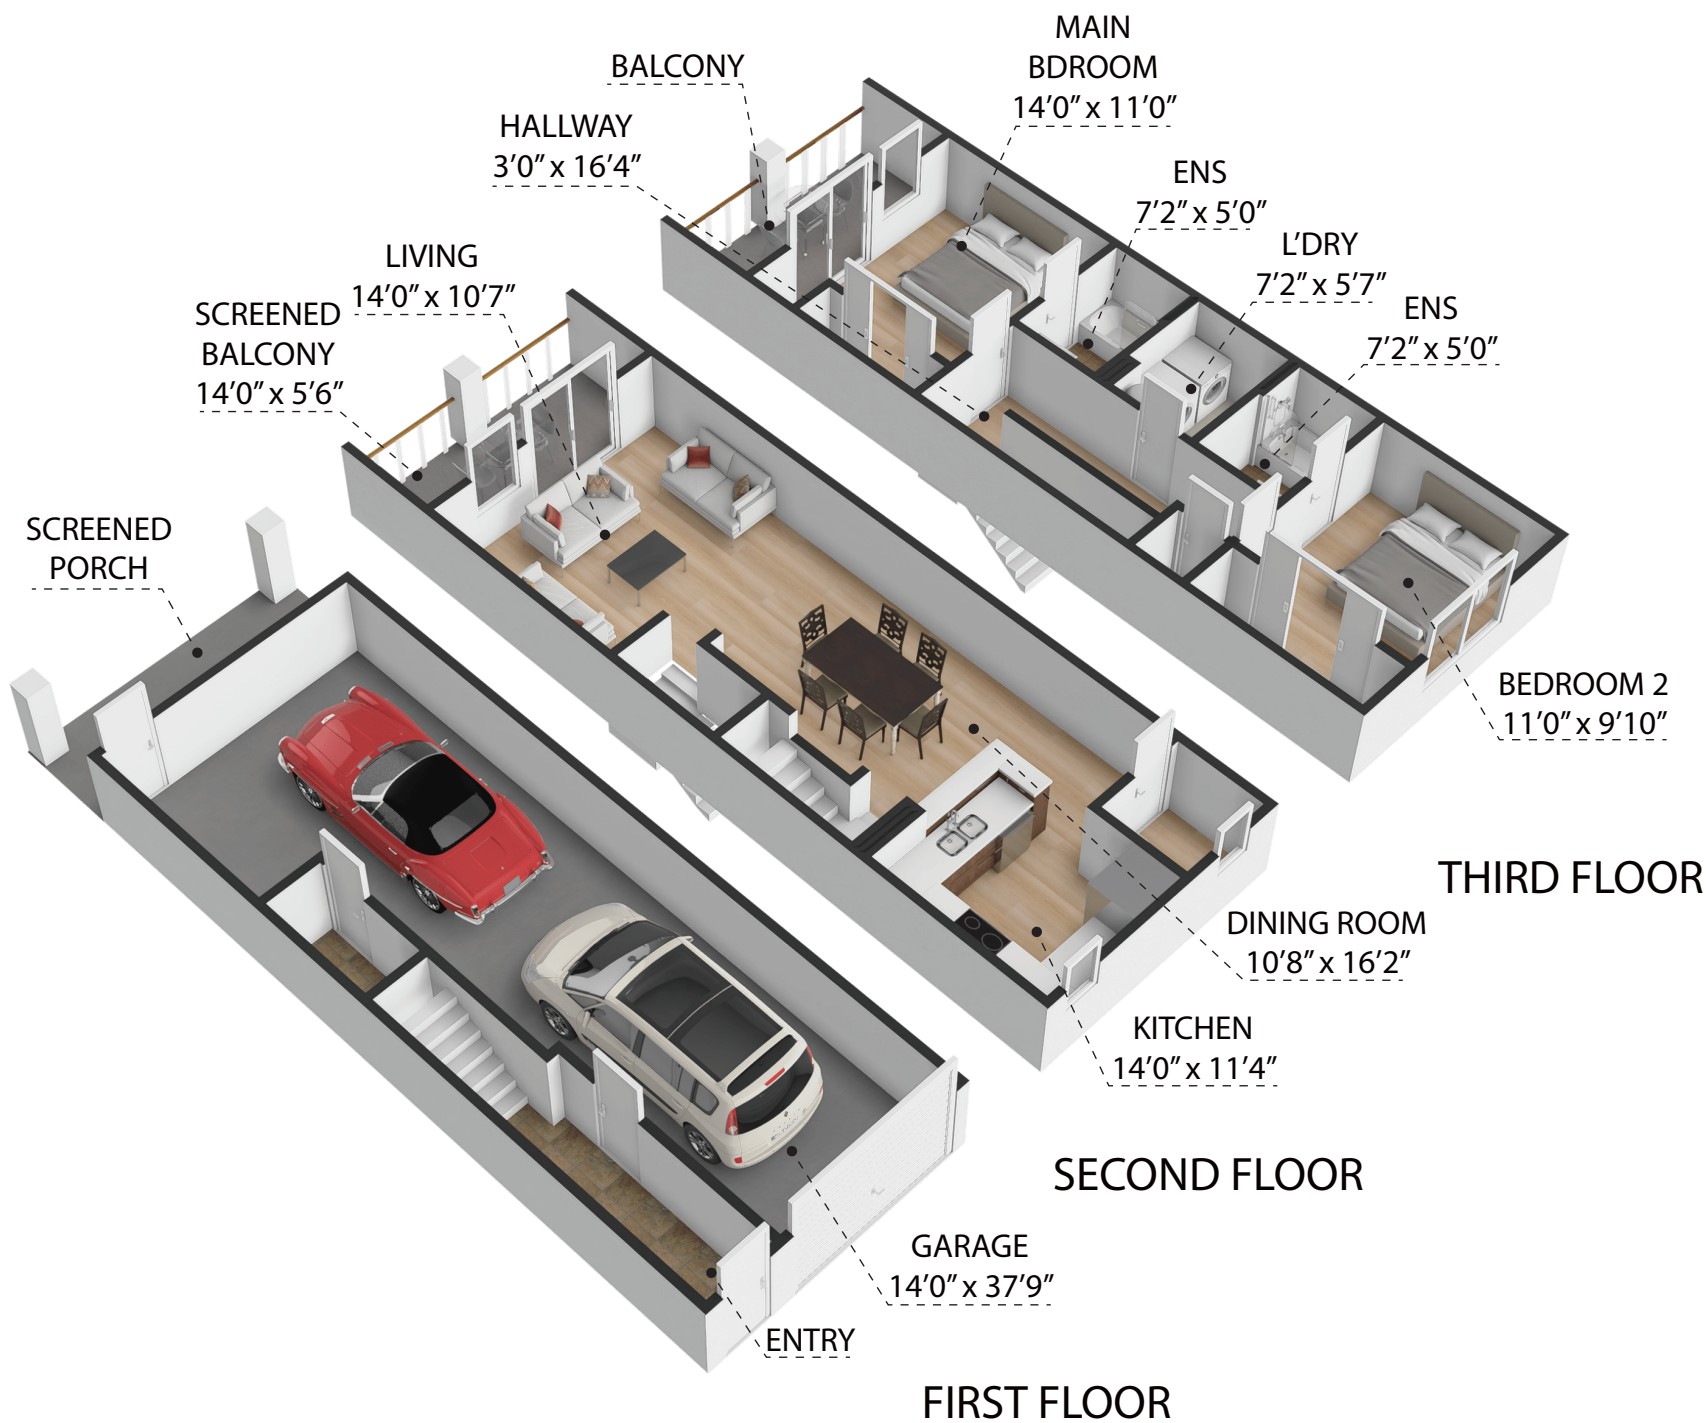 MAIN
BDROOM
14’0” x 11’0”
BALCONY
HALLWAY
3’0” x 16’4”
ENS
7’2” x 5’0”
L’DRY
7’2” x 5’7”
ENS
7’2” x 5’0”
LIVING
14’0” x 10’7”
SCREENED
BALCONY
14’0” x 5’6”
SCREENED
PORCH
BEDROOM 2
11’0” x 9’10”
THIRD FLOOR
DINING ROOM
10’8” x 16’2”
KITCHEN
14’0” x 11’4”
SECOND FLOOR
GARAGE
14’0” x 37’9”
ENTRY
FIRST FLOOR